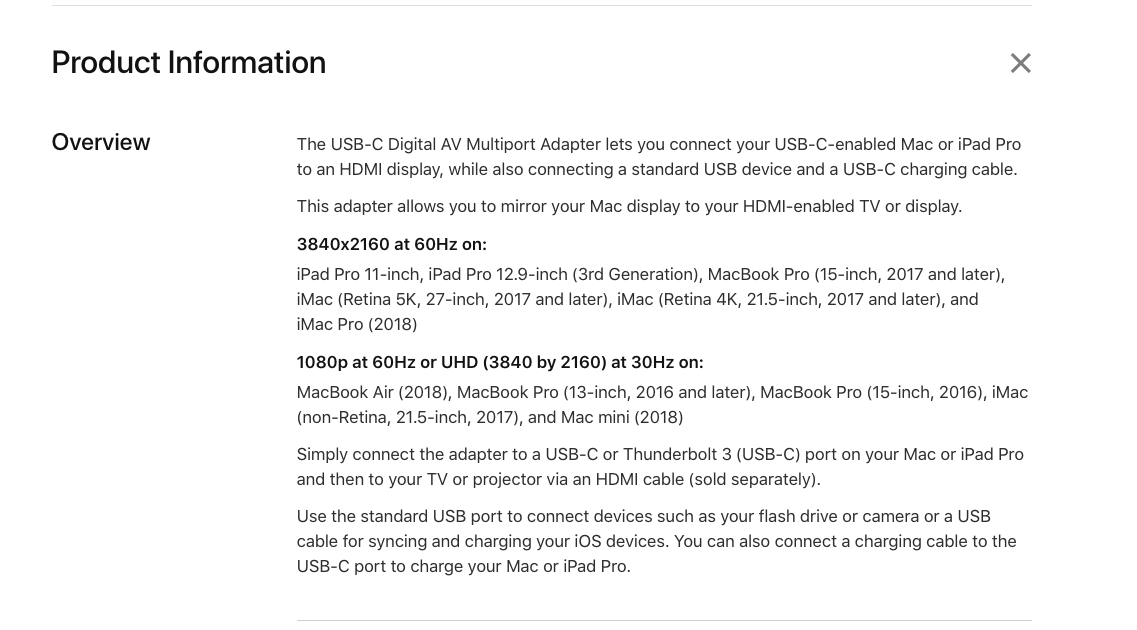 Product Information
Overview
The USB-C Digital AV Multiport Adapter lets you connect your USB-C-enabled Mac or iPad Pro
to an HDMI display, while also connecting a standard USB device and a USB-C charging cable.
This adapter allows you to mirror your Mac display to your HDMI-enabled TV or display.
3840x2160 at 60Hz on:
iPad Pro 11-inch, iPad Pro 12.9-inch (3rd Generation), MacBook Pro (15-inch, 2017 and later),
iMac (Retina 5K, 27-inch, 2017 and later), iMac (Retina 4K, 21.5-inch, 2017 and later), and
iMac Pro (2018)
1080p at 60Hz or UHD (3840 by 2160) at 30Hz on:
MacBook Air (2018), MacBook Pro (13-inch, 2016 and later), MacBook Pro (15-inch, 2016), iMac
(non-Retina, 21.5-inch, 2017), and Mac mini (2018)
Simply connect the adapter to a USB-C or Thunderbolt 3 (USB-C) port on your Mac or iPad Pro
and then to your TV or projector via an HDMI cable (sold separately).
Use the standard USB port to connect devices such as your flash drive or camera or a USB
cable for syncing and charging your iOS devices. You can also connect a charging cable to the
USB-C port to charge your Mac or iPad Pro.